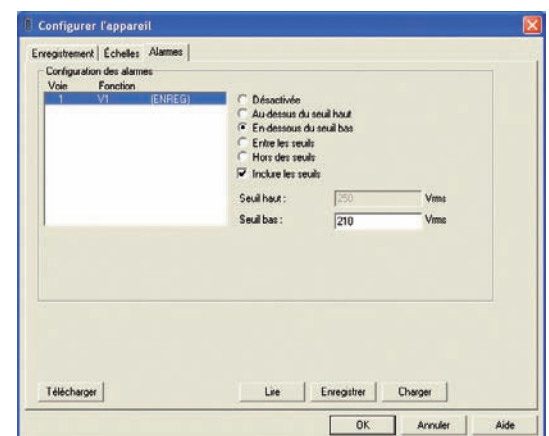 Configurer l'appareil
Enregistrement Échelles Alarmes
Configuration des alarmes
Voie Fonction
1 V1 (ENREG)
Désactivée
Au-dessus du seuil haut
En-dessous du seuil bas
Entre les seuils
Hors des seuils
Inclure les seuils
Seuil haut : 250 Vrms
Seuil bas : 210 Vrms
Télécharger Lire Enregistrer Charger
OK Annuler Aide